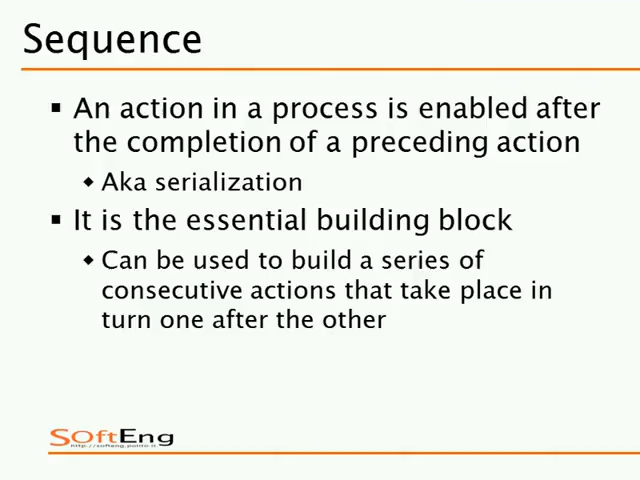 Sequence
▪ An action in a process is enabled after
the completion of a preceding action
◆ Aka serialization
▪ It is the essential building block
◆ Can be used to build a series of
consecutive actions that take place in
turn one after the other
SOftEng
http://softeng.polito.it